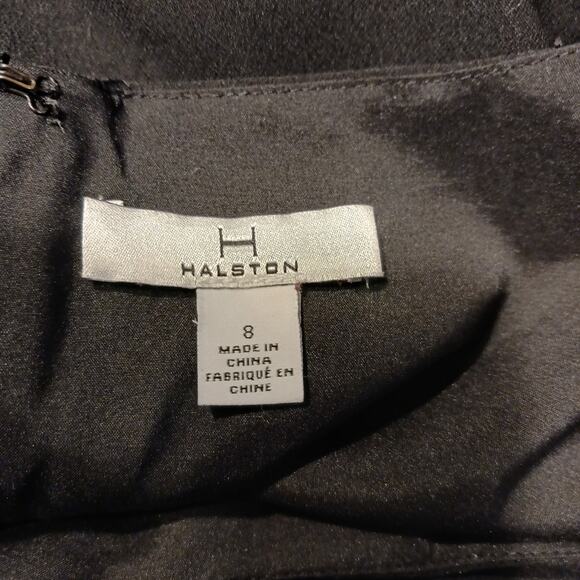 H
HALSTON
8
MADE IN
CHINA
FABRIQUÉ EN
CHINE